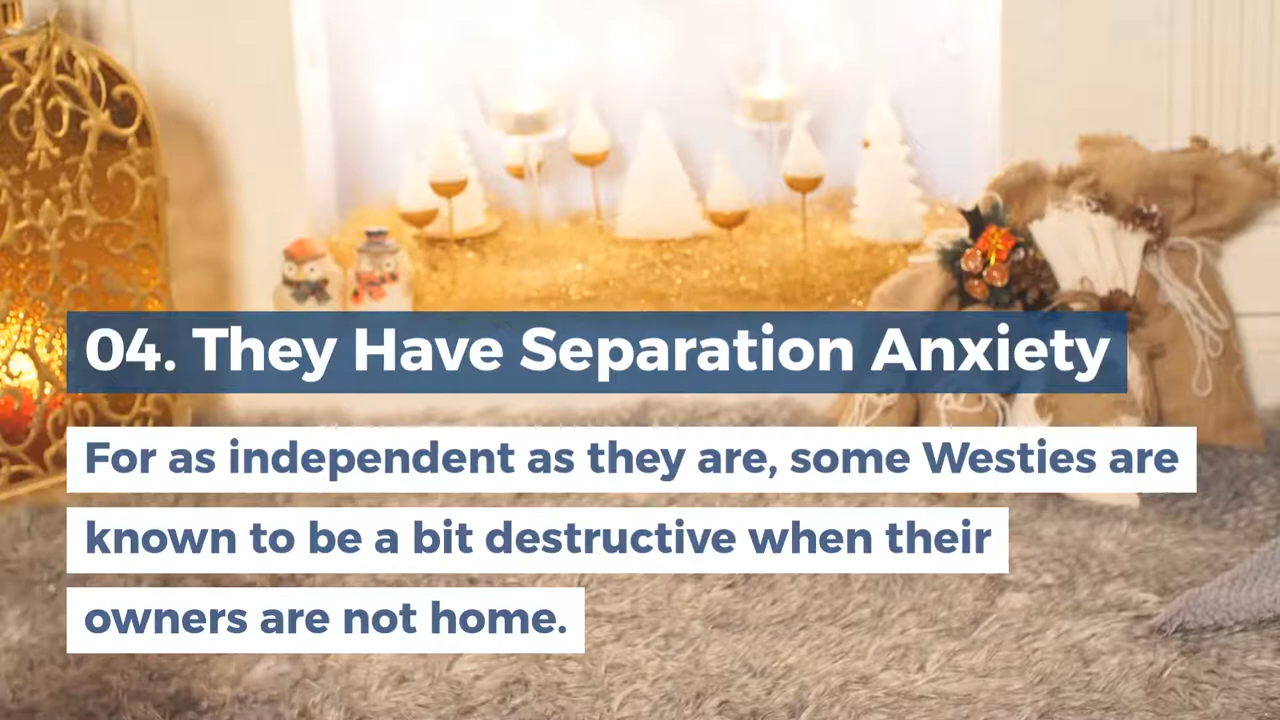 04. They Have Separation Anxiety
For as independent as they are, some Westies are
known to be a bit destructive when their
owners are not home.